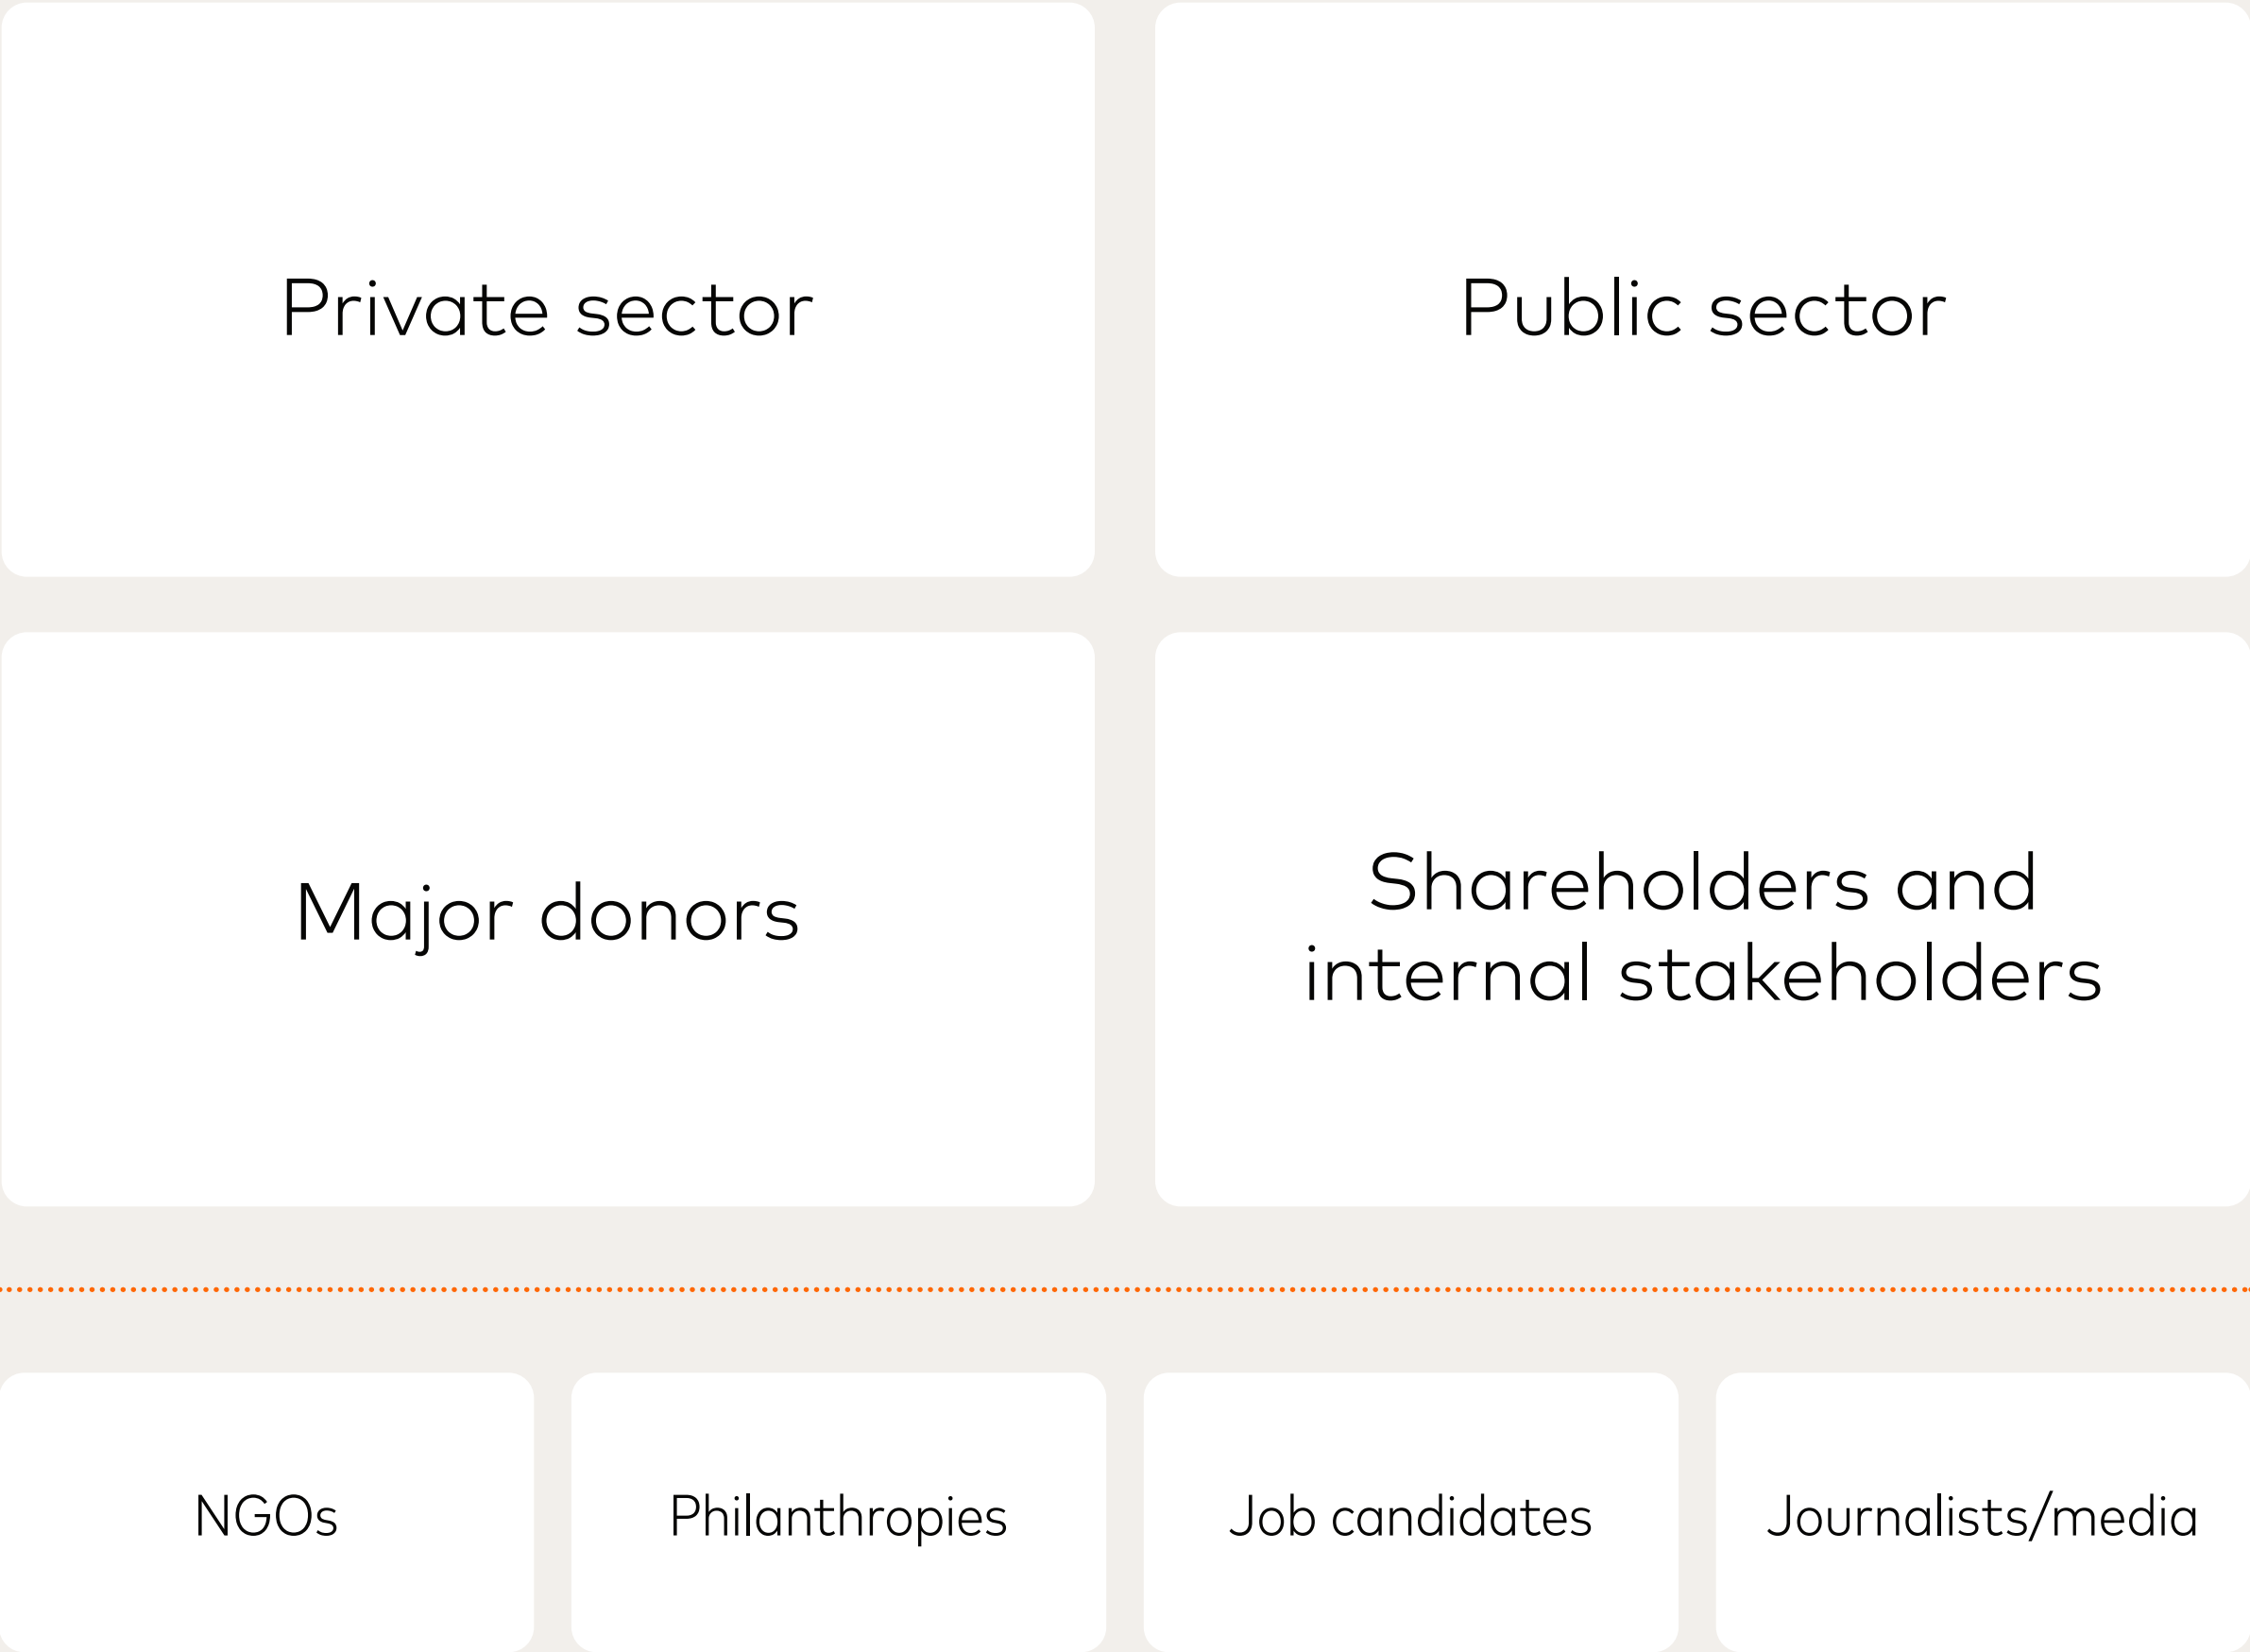 Private sector
Public sector
Major donors
Shareholders and
internal stakeholders
NGOs
Philanthropies
Job candidates
Journalists/media